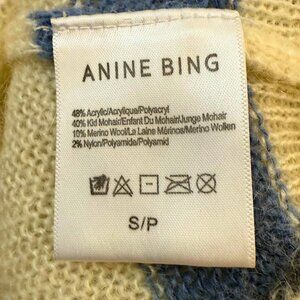 ANINE BING
48% Acrylic/Acrylique/Polyacryl
40% Kid Mohair/Enfant Du Mohair/Junge Mohair
10% Merino Wool/La Laine Mérinos/Merino Wollen
2% Nylon/Polyamide/Polyamid
S/P